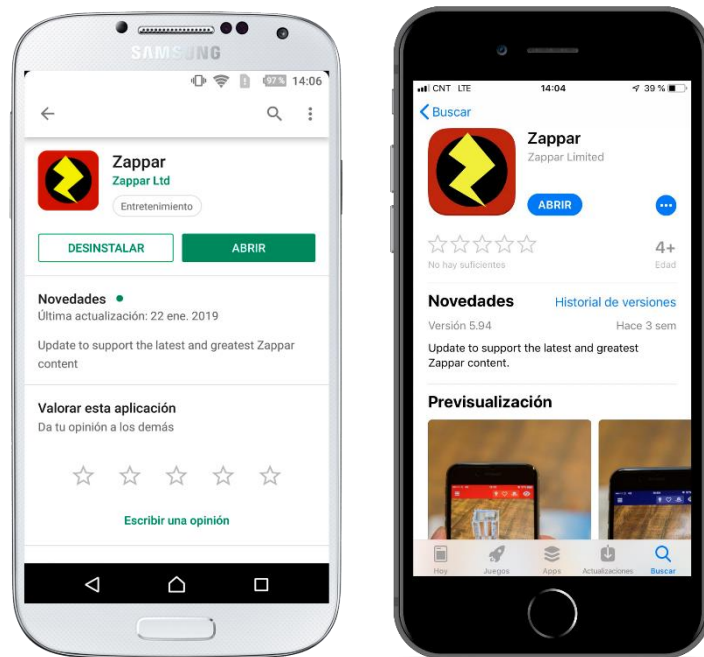 SAMSUNG
97 % 14:06
Zappar
Zappar Ltd
Entretenimiento
DESINSTALAR
ABRIR
Novedades
Última actualización: 22 ene. 2019
Update to support the latest and greatest Zappar
content
Valorar esta aplicación
Da tu opinión a los demás
Escribir una opinión
CNT LTE 14:04 39 %
Buscar
Zappar
Zappar Limited
ABRIR
No hay suficientes
4+
Edad
Novedades
Historial de versiones
Versión 5.94
Hace 3 sem
Update to support the latest and greatest
Zappar content.
Previsualización
Hoy
Juegos
Apps
Actualizaciones
Buscar